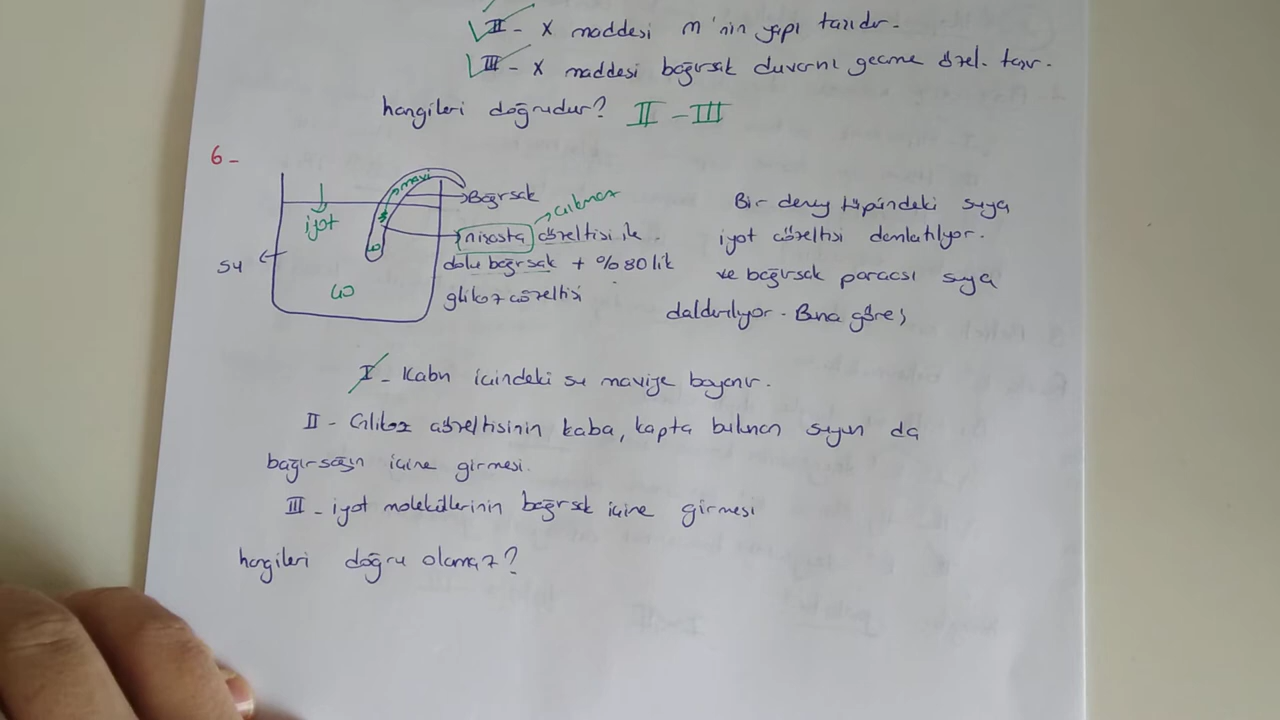 II - X maddesi m'nin yapı taşıdır.
III - X maddesi bağırsak duvarını geçme özel. taşır.
hangileri doğrudur? II - III
6-
mavi
Bağırsak
çıkmaz
iyot
nişasta çözeltisi ile
dolu bağırsak + %80 lik
glikoz çözeltisi
su
Bir deney tüpündeki suya
iyot çözeltisi damlatılıyor.
ve bağırsak parçası suya
daldırılıyor. Buna göre;
I - Kabın içindeki su maviye boyanır.
II - Glikoz çözeltisinin kaba, kapta bulunan suyun da
bağırsağın içine girmesi.
III - iyot moleküllerinin bağırsak içine girmesi
hangileri doğru olamaz?